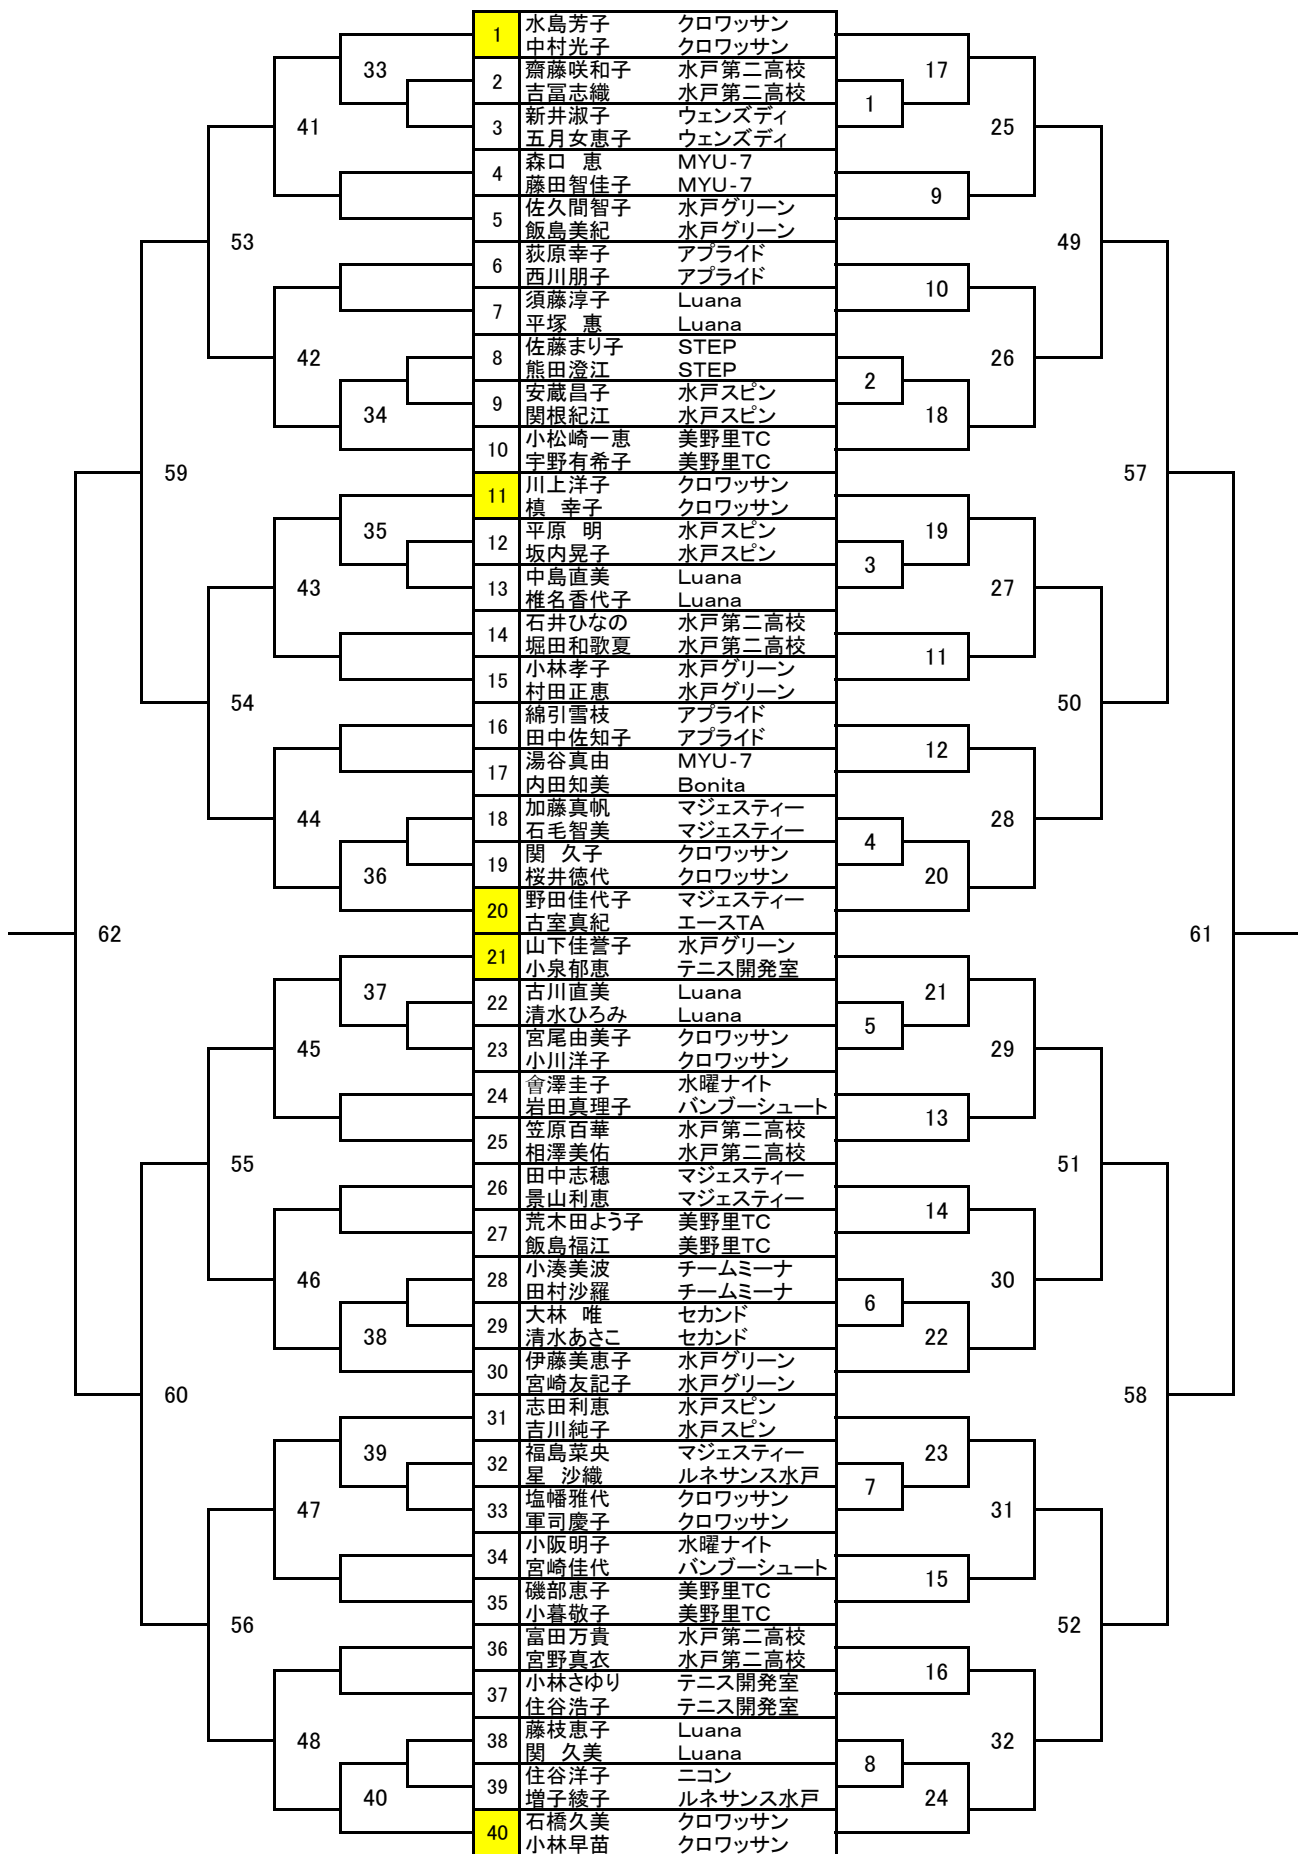 1 水島芳子 クロワッサン
中村光子 クロワッサン
33 17
2 齋藤咲和子 水戸第二高校
吉冨志織 水戸第二高校
1
3 新井淑子 ウェンズディ
五月女恵子 ウェンズディ
41 25
4 森口 恵 MYU-7
藤田智佳子 MYU-7
9
5 佐久間智子 水戸グリーン
飯島美紀 水戸グリーン
53 49
6 荻原幸子 アプライド
西川朋子 アプライド
10
7 須藤淳子 Luana
平塚 惠 Luana
42 26
8 佐藤まり子 STEP
熊田澄江 STEP
2
9 安蔵昌子 水戸スピン
関根紀江 水戸スピン
34 18
10 小松崎一恵 美野里TC
宇野有希子 美野里TC
59 57
11 川上洋子 クロワッサン
槙 幸子 クロワッサン
35 19
12 平原 明 水戸スピン
坂内晃子 水戸スピン
3
13 中島直美 Luana
椎名香代子 Luana
43 27
14 石井ひなの 水戸第二高校
堀田和歌夏 水戸第二高校
11
15 小林孝子 水戸グリーン
村田正恵 水戸グリーン
54 50
16 綿引雪枝 アプライド
田中佐知子 アプライド
12
17 湯谷真由 MYU-7
内田知美 Bonita
44 28
18 加藤真帆 マジェスティー
石毛智美 マジェスティー
4
19 関 久子 クロワッサン
桜井徳代 クロワッサン
36 20
20 野田佳代子 マジェスティー
古室真紀 エースTA
62 61
21 山下佳誉子 水戸グリーン
小泉郁恵 テニス開発室
37 21
22 古川直美 Luana
清水ひろみ Luana
5
23 宮尾由美子 クロワッサン
小川洋子 クロワッサン
45 29
24 會澤圭子 水曜ナイト
岩田真理子 バンブーシュート
13
25 笠原百華 水戸第二高校
相澤美佑 水戸第二高校
55 51
26 田中志穂 マジェスティー
景山利恵 マジェスティー
14
27 荒木田よう子 美野里TC
飯島福江 美野里TC
46 30
28 小湊美波 チームミーナ
田村沙羅 チームミーナ
6
29 大林 唯 セカンド
清水あさこ セカンド
38 22
30 伊藤美恵子 水戸グリーン
宮崎友記子 水戸グリーン
60 58
31 志田利恵 水戸スピン
吉川純子 水戸スピン
39 23
32 福島菜央 マジェスティー
星 沙織 ルネサンス水戸
7
33 塩幡雅代 クロワッサン
軍司慶子 クロワッサン
47 31
34 小阪明子 水曜ナイト
宮崎佳代 バンブーシュート
15
35 磯部恵子 美野里TC
小暮敬子 美野里TC
56 52
36 富田万貴 水戸第二高校
宮野真衣 水戸第二高校
16
37 小林さゆり テニス開発室
住谷浩子 テニス開発室
48 32
38 藤枝恵子 Luana
関 久美 Luana
8
39 住谷洋子 ニコン
増子綾子 ルネサンス水戸
40 24
40 石橋久美 クロワッサン
小林早苗 クロワッサン